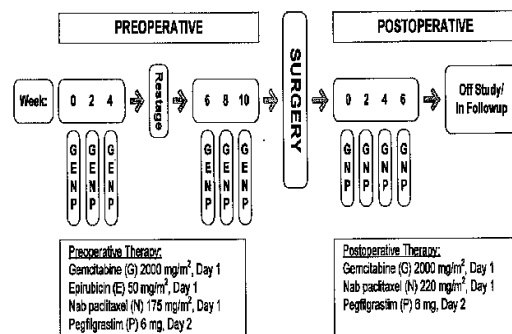 PREOPERATIVE
POSTOPERATIVE
Week:
0 2 4
Restage
6 8 10
SURGERY
0 2 4 6
Off Study/
In Followup
G E N P
G E N P
G E N P
G E N P
G E N P
G E N P
G N P
G N P
G N P
G N P
Preoperative Therapy:
Gemcitabine (G) 2000 mg/m², Day 1
Epirubicin (E) 50 mg/m², Day 1
Nab paclitaxel (N) 175 mg/m², Day 1
Pegfilgrastim (P) 6 mg, Day 2
Postoperative Therapy:
Gemcitabine (G) 2000 mg/m², Day 1
Nab paclitaxel (N) 220 mg/m², Day 1
Pegfilgrastim (P) 6 mg, Day 2